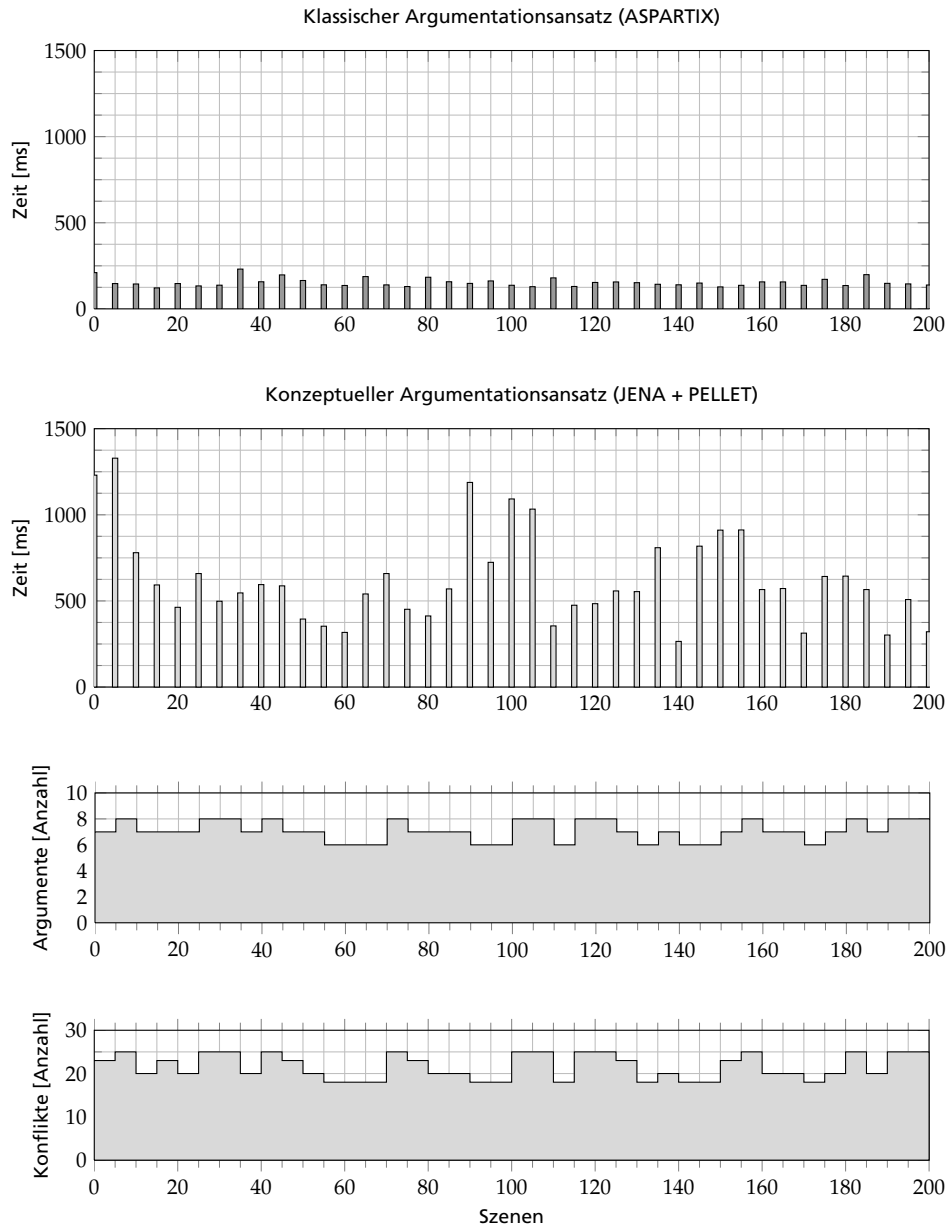 Klassischer Argumentationsansatz (ASPARTIX)
1500
1000
500
0
Zeit [ms]
0 20 40 60 80 100 120 140 160 180 200
Konzeptueller Argumentationsansatz (JENA + PELLET)
1500
1000
500
0
Zeit [ms]
0 20 40 60 80 100 120 140 160 180 200
10
8
6
4
2
0
Argumente [Anzahl]
0 20 40 60 80 100 120 140 160 180 200
30
20
10
0
Konflikte [Anzahl]
0 20 40 60 80 100 120 140 160 180 200
Szenen